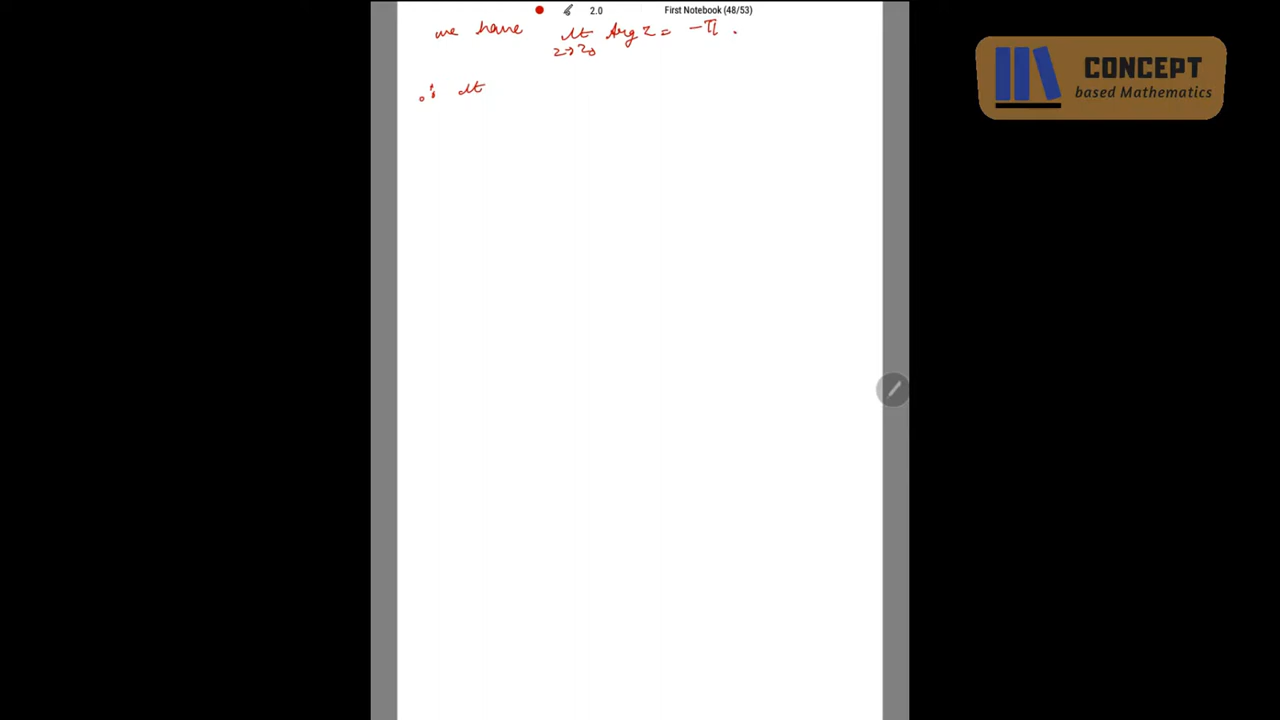 2.0 First Notebook (48/53)
we have lt Arg z = -π .
z→z₀
∴ lt
CONCEPT
based Mathematics